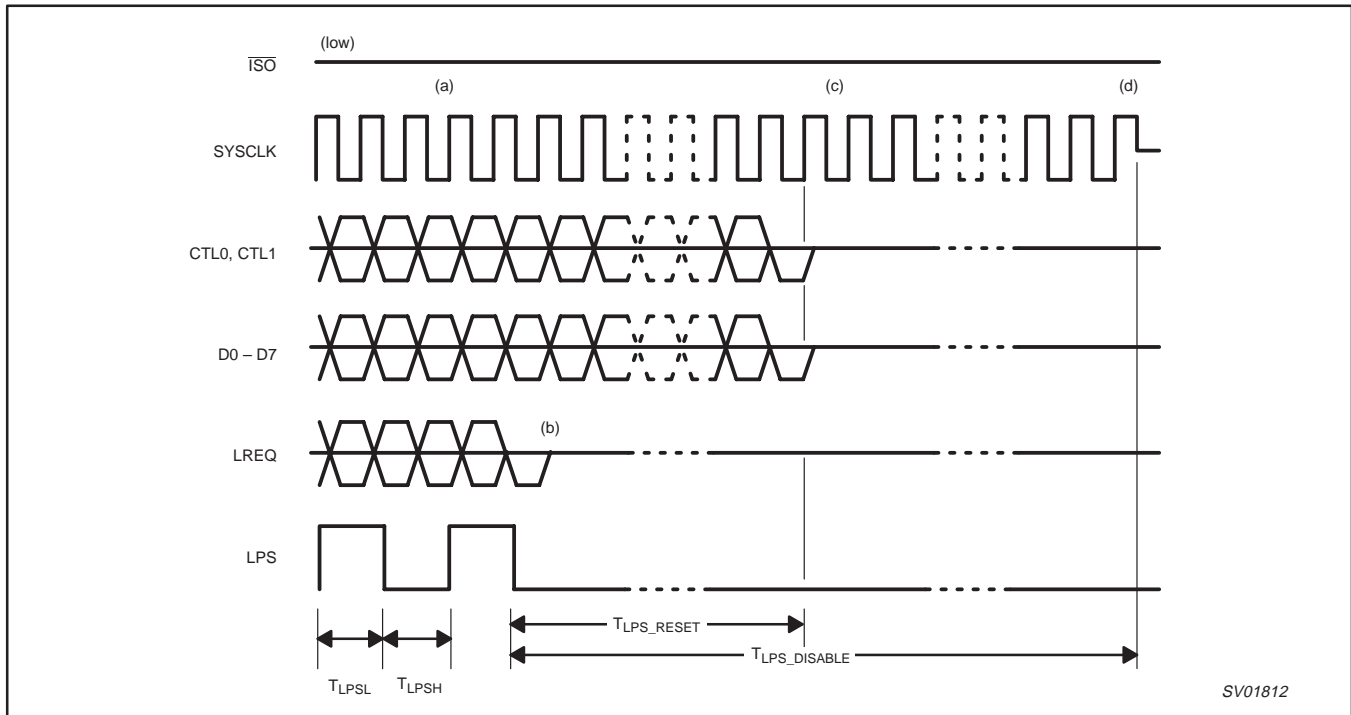 (low)
ISO
(a)
(c)
(d)
SYSCLK
CTL0, CTL1
D0 – D7
(b)
LREQ
LPS
TLPS_RESET
TLPS_DISABLE
TLPSL
TLPSH
SV01812